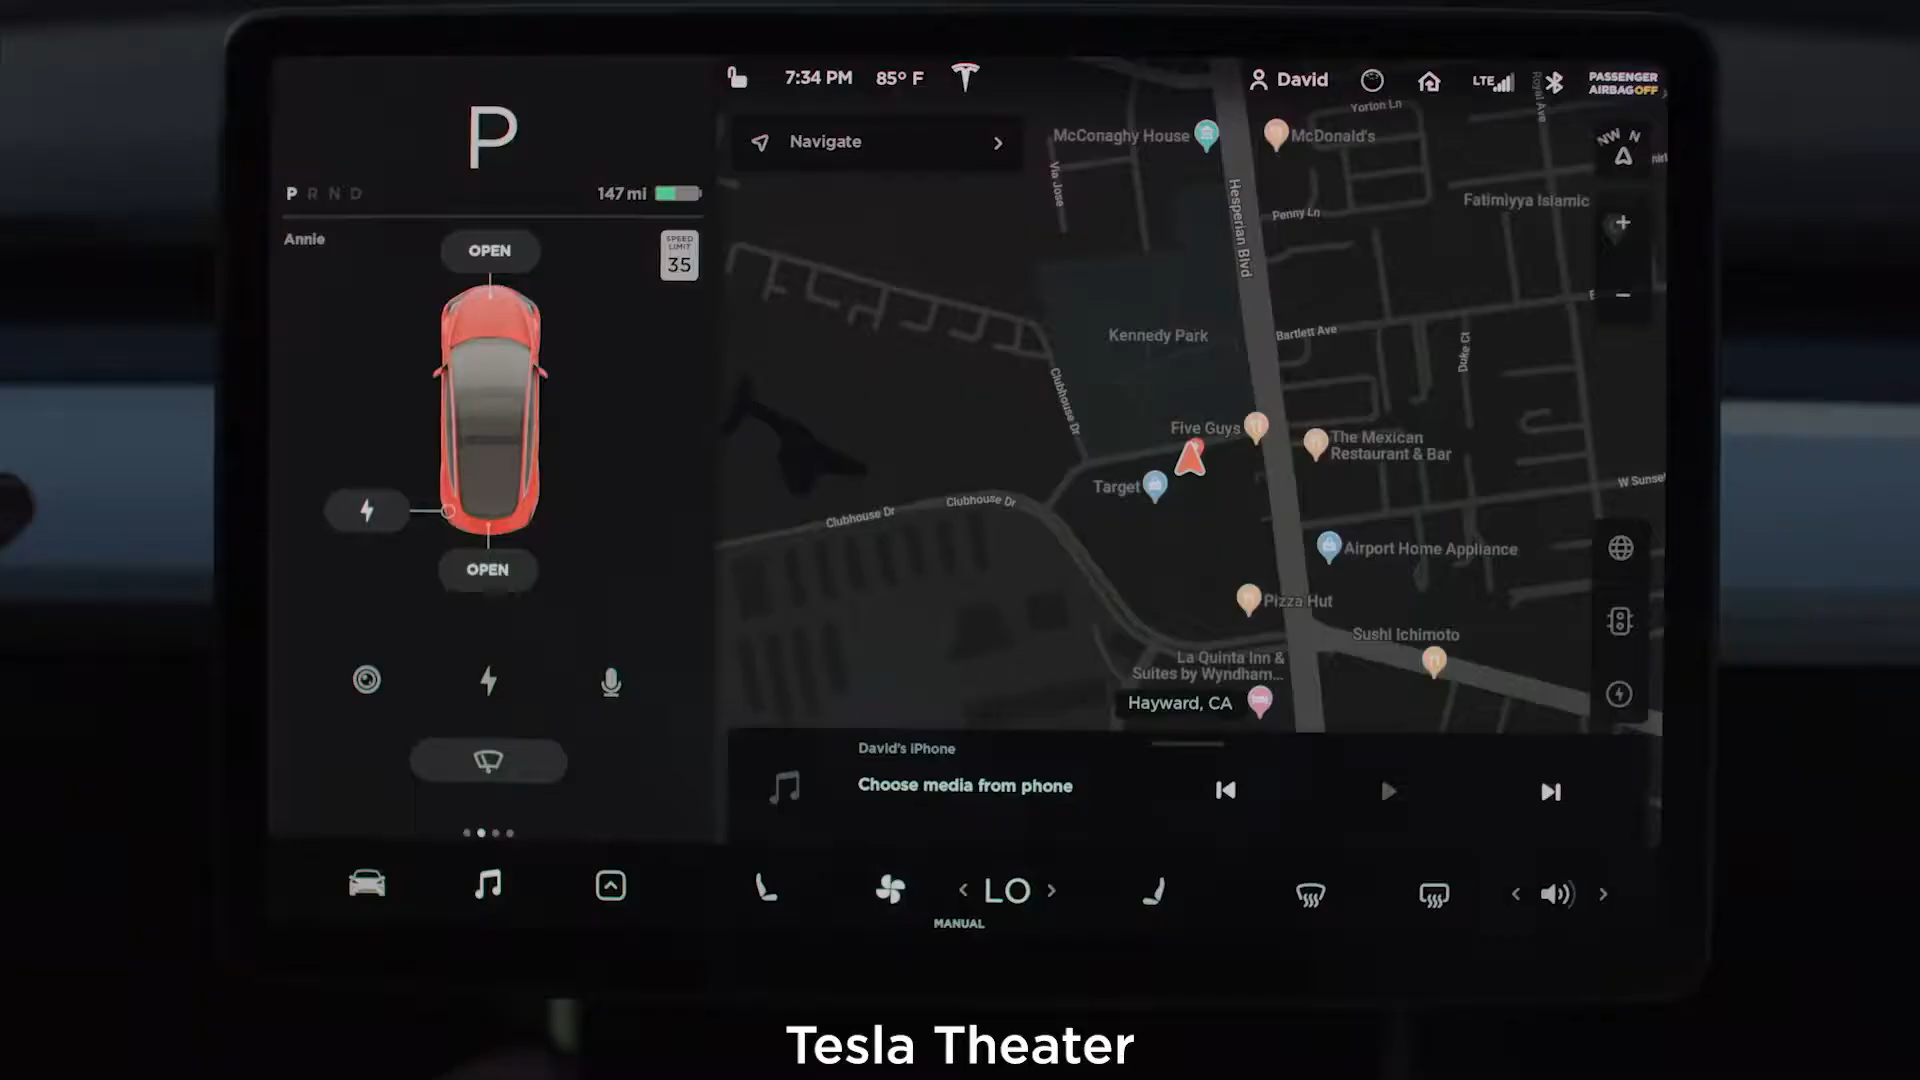 P
P R N D
147 mi
Annie
OPEN
SPEED
LIMIT
35
OPEN
7:34 PM
85° F
David
LTE
PASSENGER
AIRBAG OFF
Navigate
NW N
Yorton Ln
Royal Ave
McConaghy House
McDonald's
Via Jose
Hesperian Blvd
Penny Ln
Fatimiyya Islamic
Kennedy Park
Bartlett Ave
Duke Ct
Clubhouse Dr
Five Guys
The Mexican
Restaurant & Bar
Target
W Sunset
Clubhouse Dr
Clubhouse Dr
Airport Home Appliance
Pizza Hut
Sushi Ichimoto
La Quinta Inn &
Suites by Wyndham...
Hayward, CA
David's iPhone
Choose media from phone
LO
MANUAL
Tesla Theater